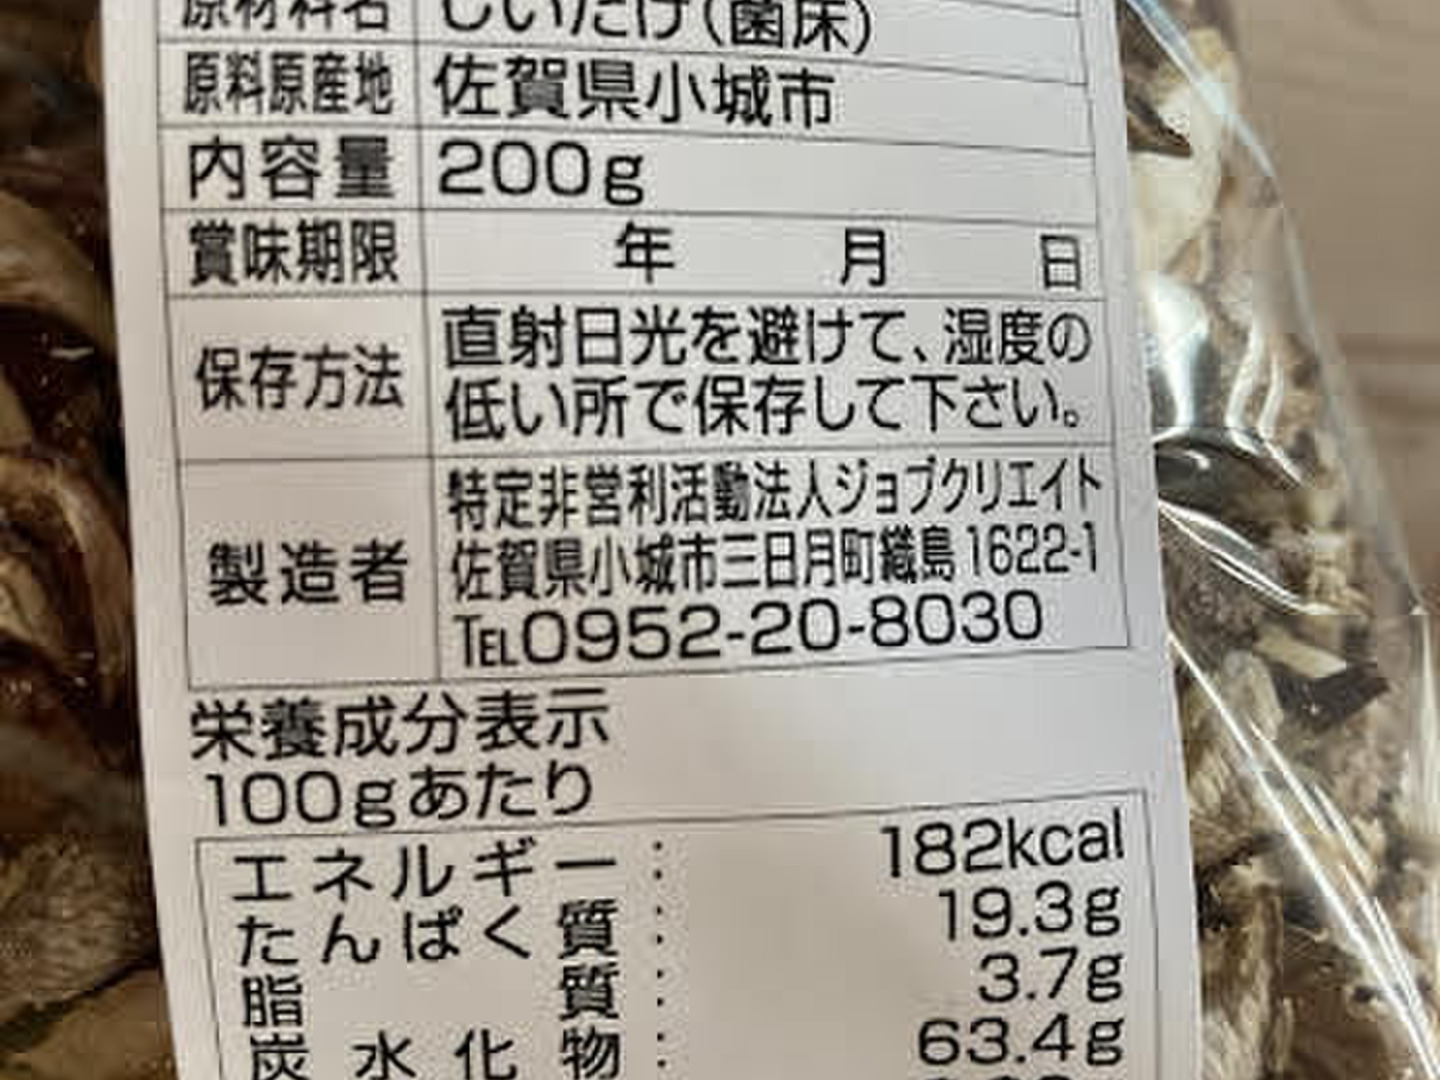 原材料名 しいたけ(菌床)
原料原産地 佐賀県小城市
内容量 200g
賞味期限 年 月 日
保存方法 直射日光を避けて、湿度の
低い所で保存して下さい。
製造者 特定非営利活動法人ジョブクリエイト
佐賀県小城市三日月町織島1622-1
TEL0952-20-8030
栄養成分表示
100gあたり
エネルギー : 182kcal
たんぱく質 : 19.3g
脂質 : 3.7g
炭水化物 : 63.4g